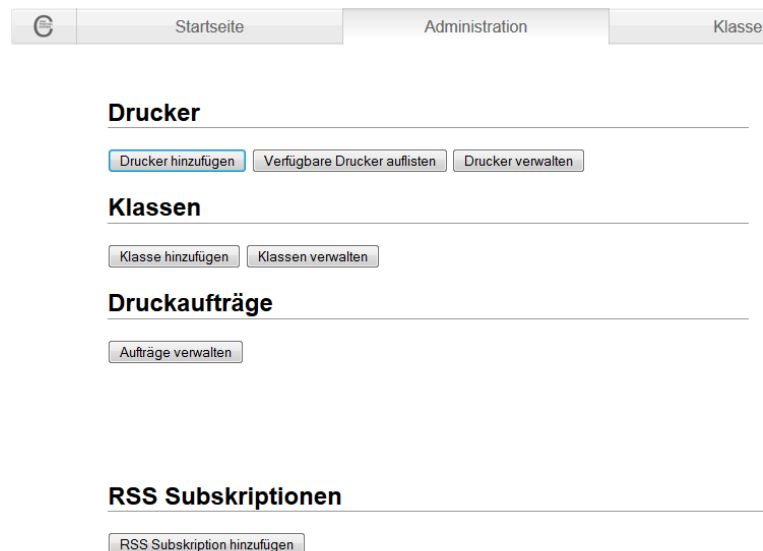 Startseite Administration Klasse
Drucker
Drucker hinzufügen Verfügbare Drucker auflisten Drucker verwalten
Klassen
Klasse hinzufügen Klassen verwalten
Druckaufträge
Aufträge verwalten
RSS Subskriptionen
RSS Subskription hinzufügen